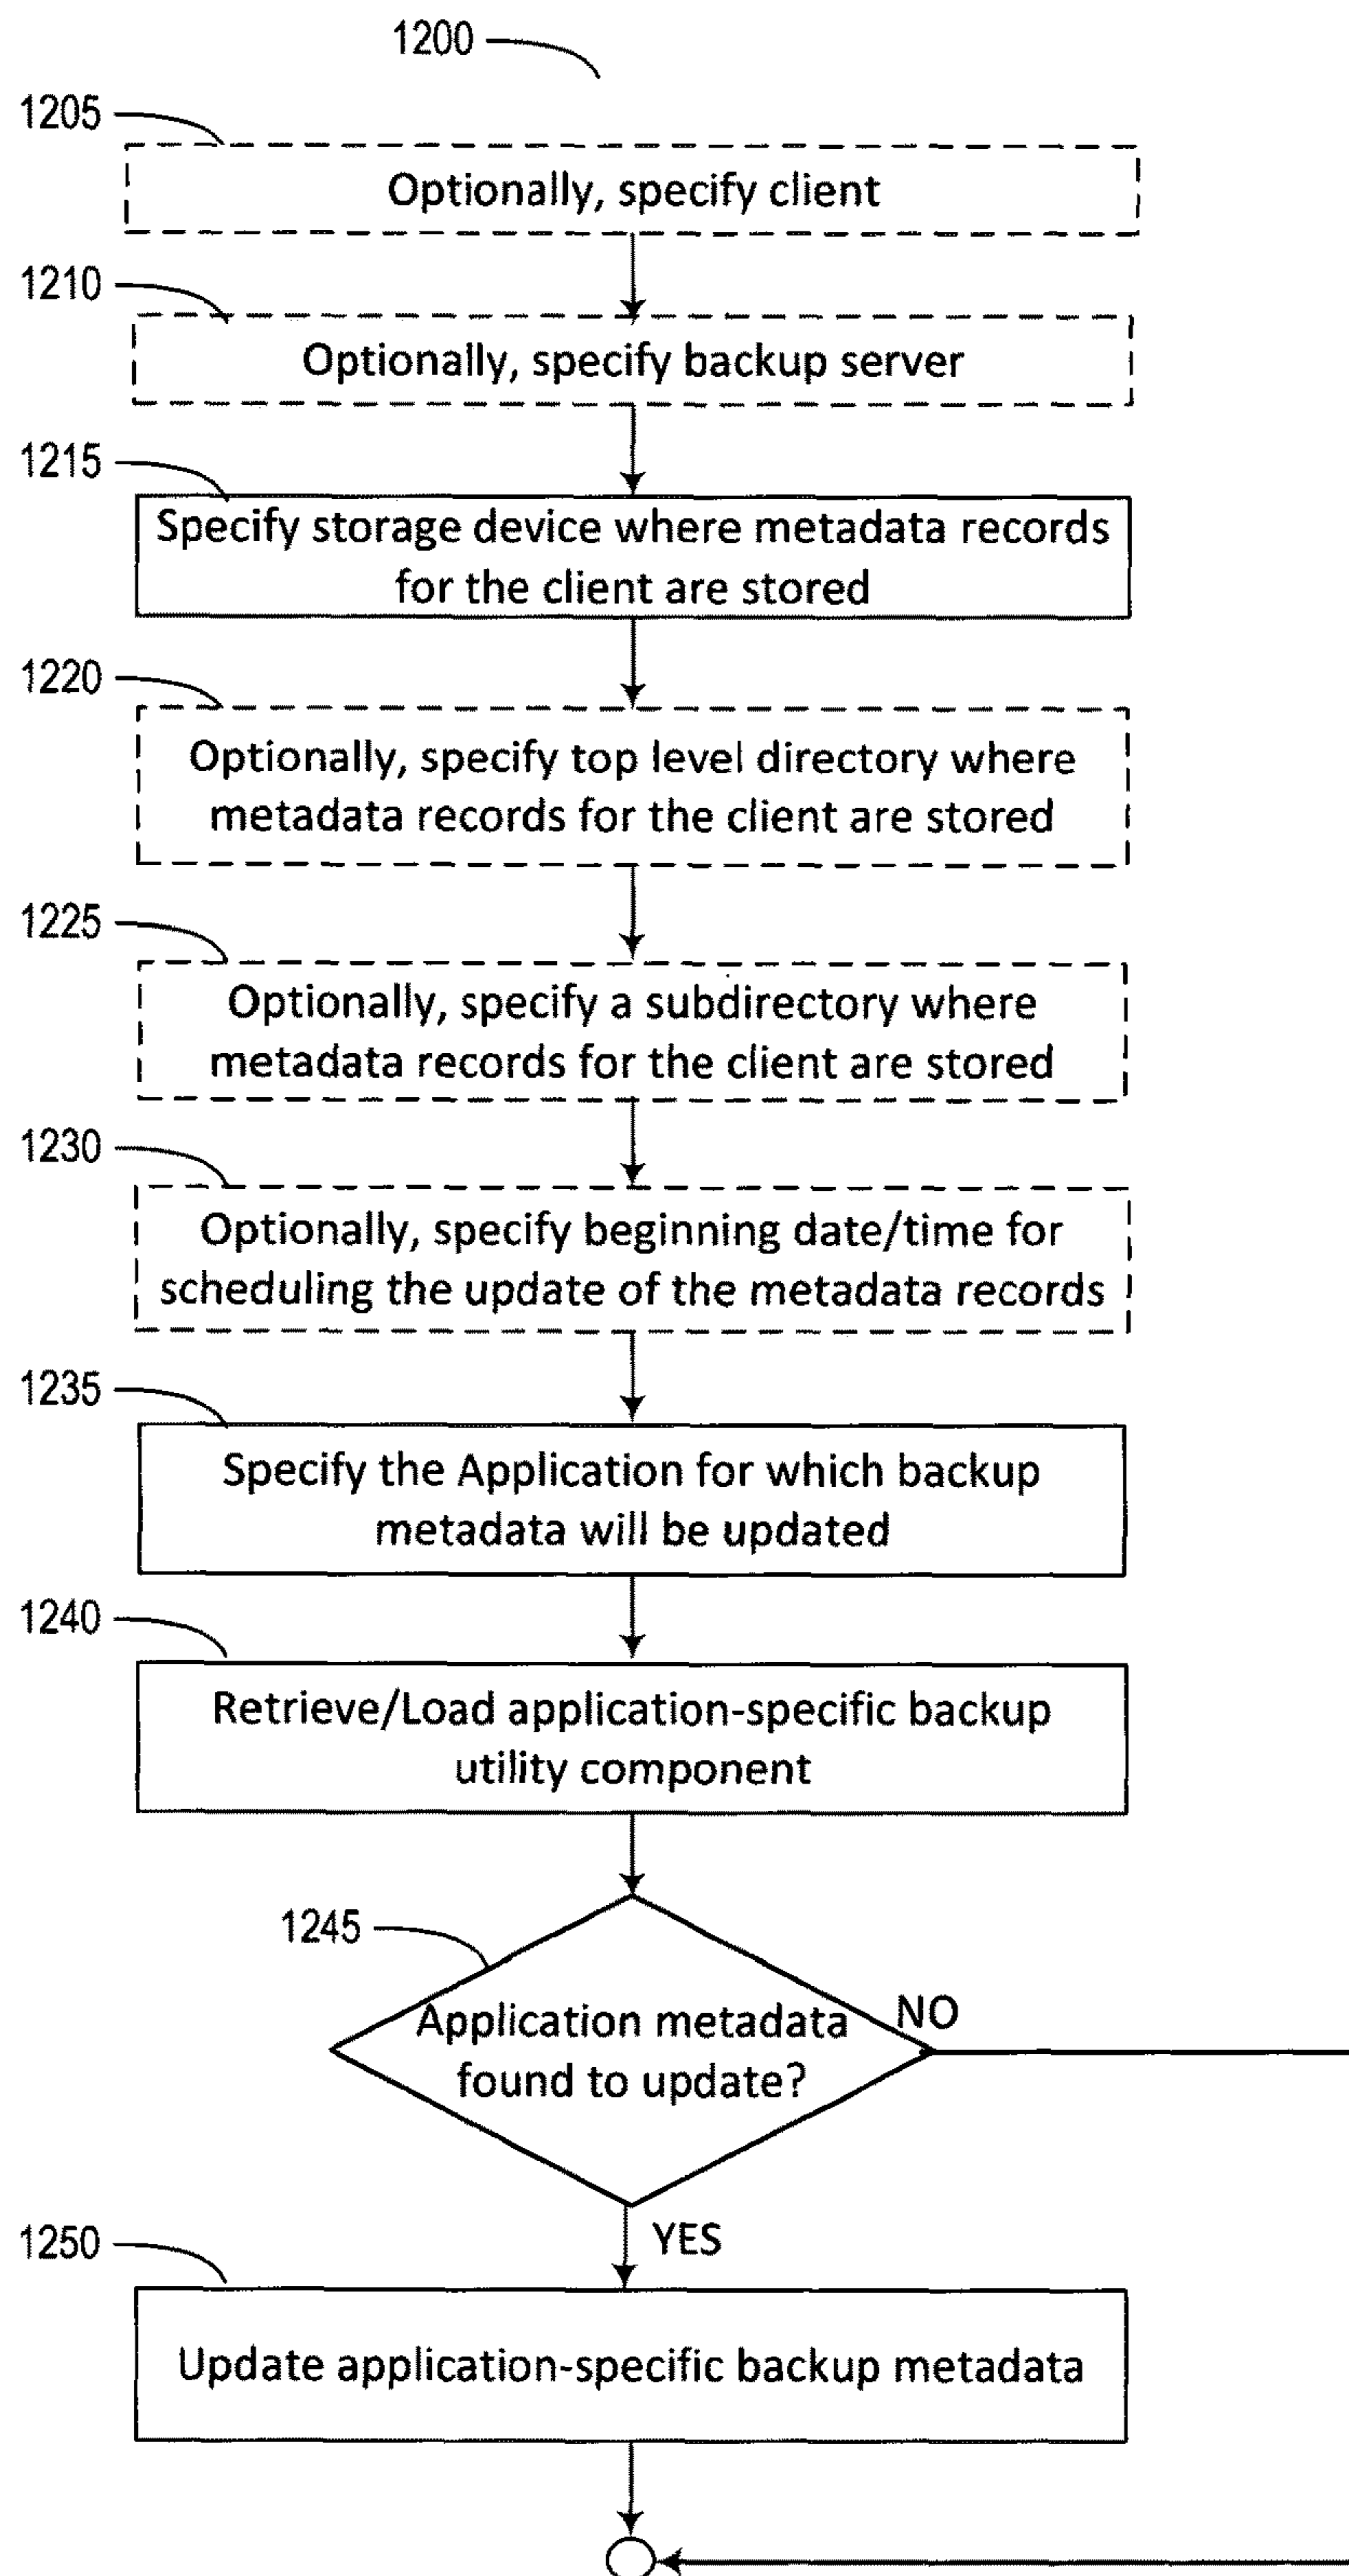 1200
1205
Optionally, specify client
1210
Optionally, specify backup server
1215
Specify storage device where metadata records
for the client are stored
1220
Optionally, specify top level directory where
metadata records for the client are stored
1225
Optionally, specify a subdirectory where
metadata records for the client are stored
1230
Optionally, specify beginning date/time for
scheduling the update of the metadata records
1235
Specify the Application for which backup
metadata will be updated
1240
Retrieve/Load application-specific backup
utility component
1245
Application metadata
found to update?
NO
YES
1250
Update application-specific backup metadata